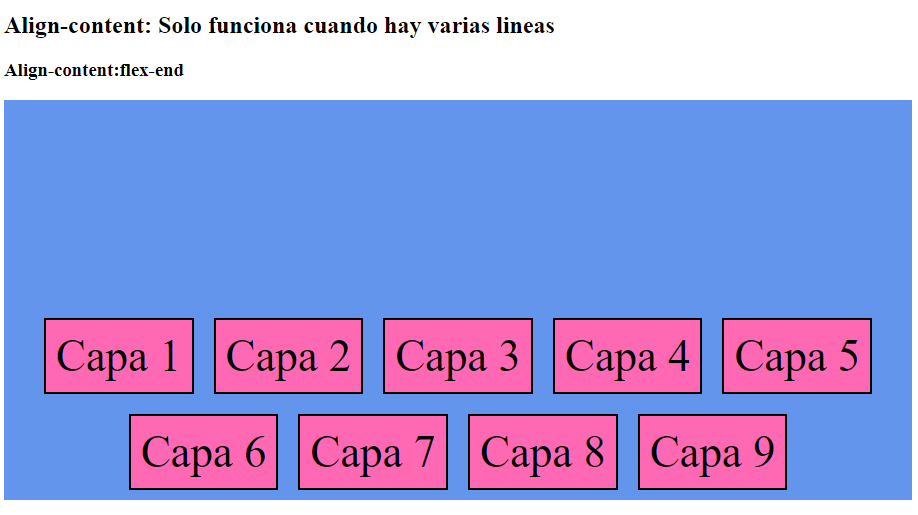 Align-content: Solo funciona cuando hay varias lineas
Align-content:flex-end
Capa 1 Capa 2 Capa 3 Capa 4 Capa 5
Capa 6 Capa 7 Capa 8 Capa 9